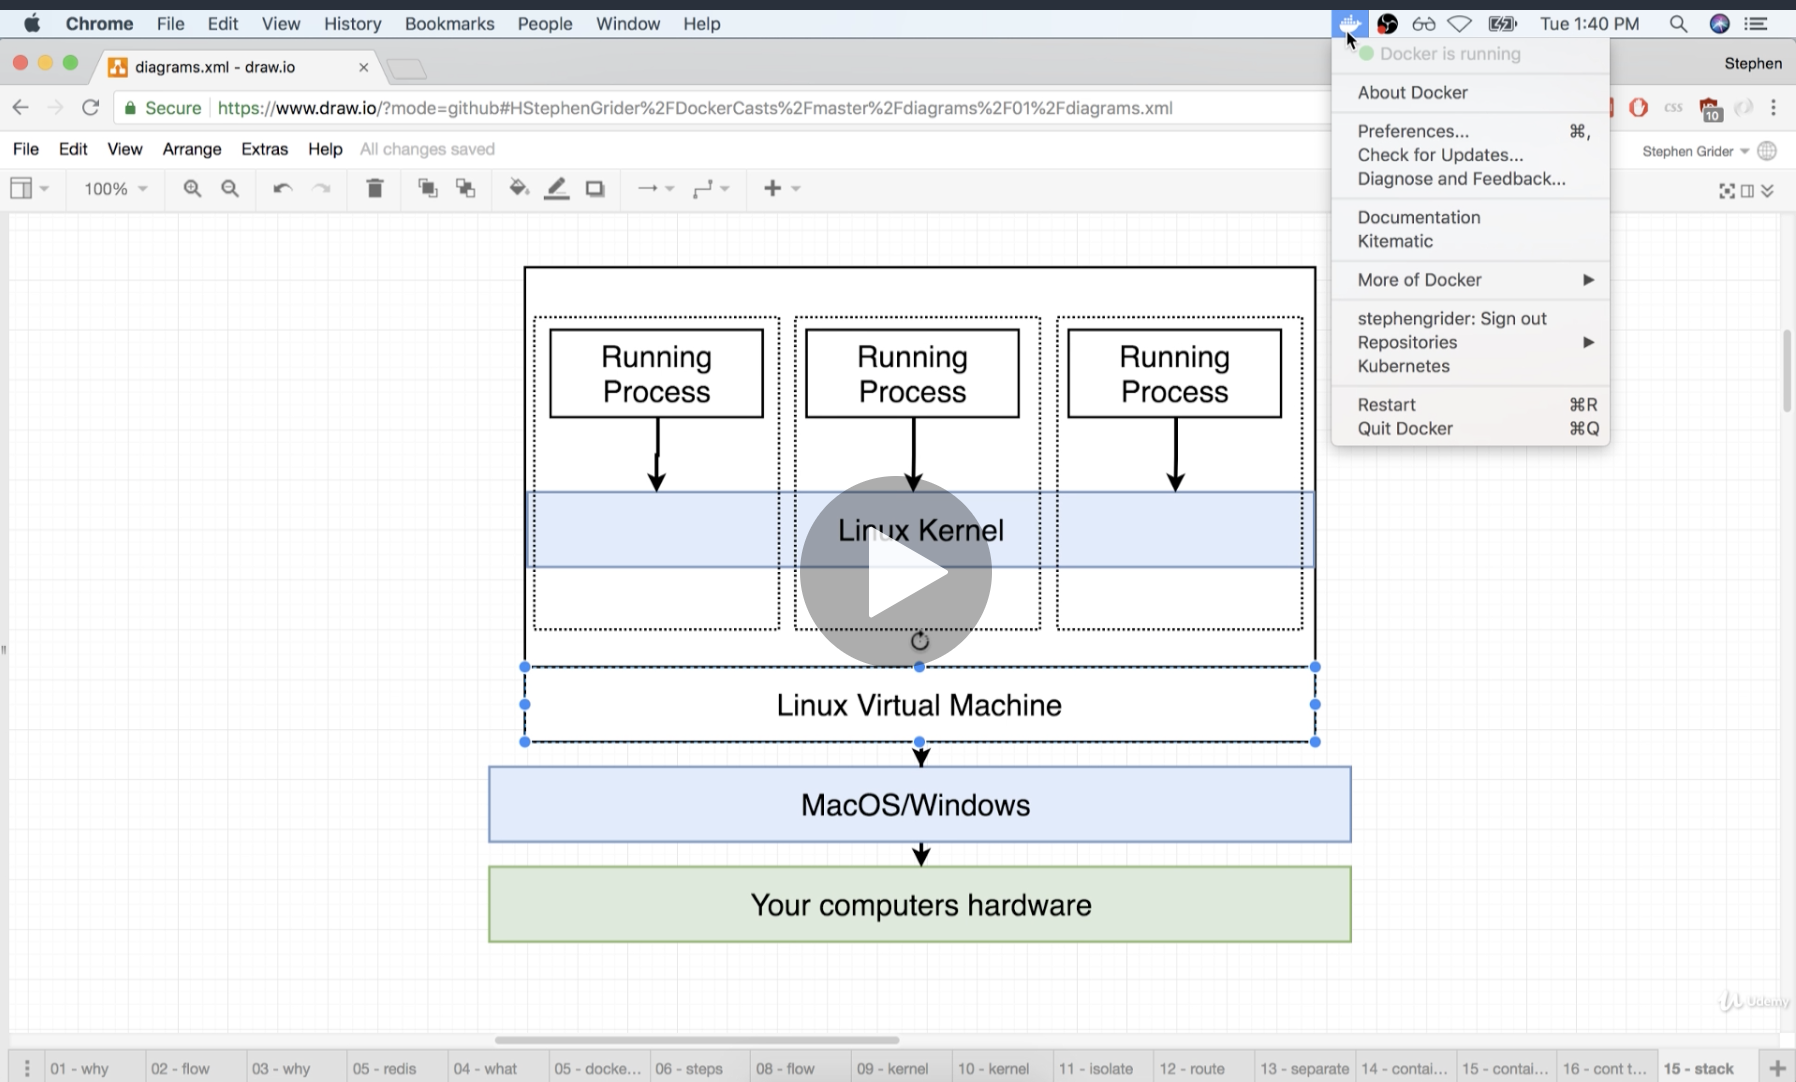 Chrome File Edit View History Bookmarks People Window Help Tue 1:40 PM
diagrams.xml - draw.io
Stephen
Secure https://www.draw.io/?mode=github#HStephenGrider%2FDockerCasts%2Fmaster%2Fdiagrams%2F01%2Fdiagrams.xml
css
10
File Edit View Arrange Extras Help All changes saved
Stephen Grider
100%
Docker is running
About Docker
Preferences... ⌘,
Check for Updates...
Diagnose and Feedback...
Documentation
Kitematic
More of Docker
stephengrider: Sign out
Repositories
Kubernetes
Restart ⌘R
Quit Docker ⌘Q
Running
Process
Running
Process
Running
Process
Linux Kernel
Linux Virtual Machine
MacOS/Windows
Your computers hardware
Udemy
01 - why 02 - flow 03 - why 05 - redis 04 - what 05 - docke... 06 - steps 08 - flow 09 - kernel 10 - kernel 11 - isolate 12 - route 13 - separate 14 - contai... 15 - contai... 16 - cont t... 15 - stack